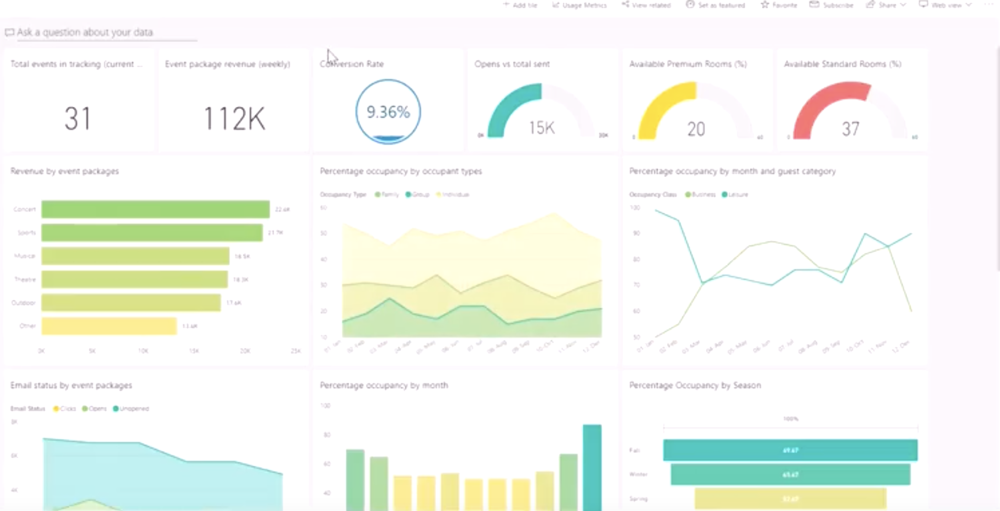 + Add tile Usage Metrics View related Set as featured Favorite Subscribe Share Web view ...
Ask a question about your data
Total events in tracking (current ...
31
Event package revenue (weekly)
112K
Conversion Rate
9.36%
Opens vs total sent
15K
0K
30K
Available Premium Rooms (%)
20
0
Available Standard Rooms (%)
37
0
60
Revenue by event packages
Concert
Sports 21.7K
Musical 18.5K
Theatre 18.3K
Outdoor 17.6K
Other
0K 5K 10K 15K 20K 25K
Percentage occupancy by occupant types
Occupancy Type Family Group Individual
60
50
40
30
20
10
01-Jan 02-Feb 03-Mar 04-Apr 05-May 06-Jun 07-Jul 08-Aug 09-Sep 10-Oct 11-Nov 12-Dec
Percentage occupancy by month and guest category
Occupancy Class Business Leisure
100
90
80
70
60
50
01-Jan 02-Feb 03-Mar 04-Apr 05-May 06-Jun 07-Jul 08-Aug 09-Sep 10-Oct 11-Nov 12-Dec
Email status by event packages
Email Status Clicks Opens Unopened
8K
6K
4K
Percentage occupancy by month
100
80
60
40
Percentage Occupancy by Season
100%
Fall 69.67
Winter 65.67
Spring